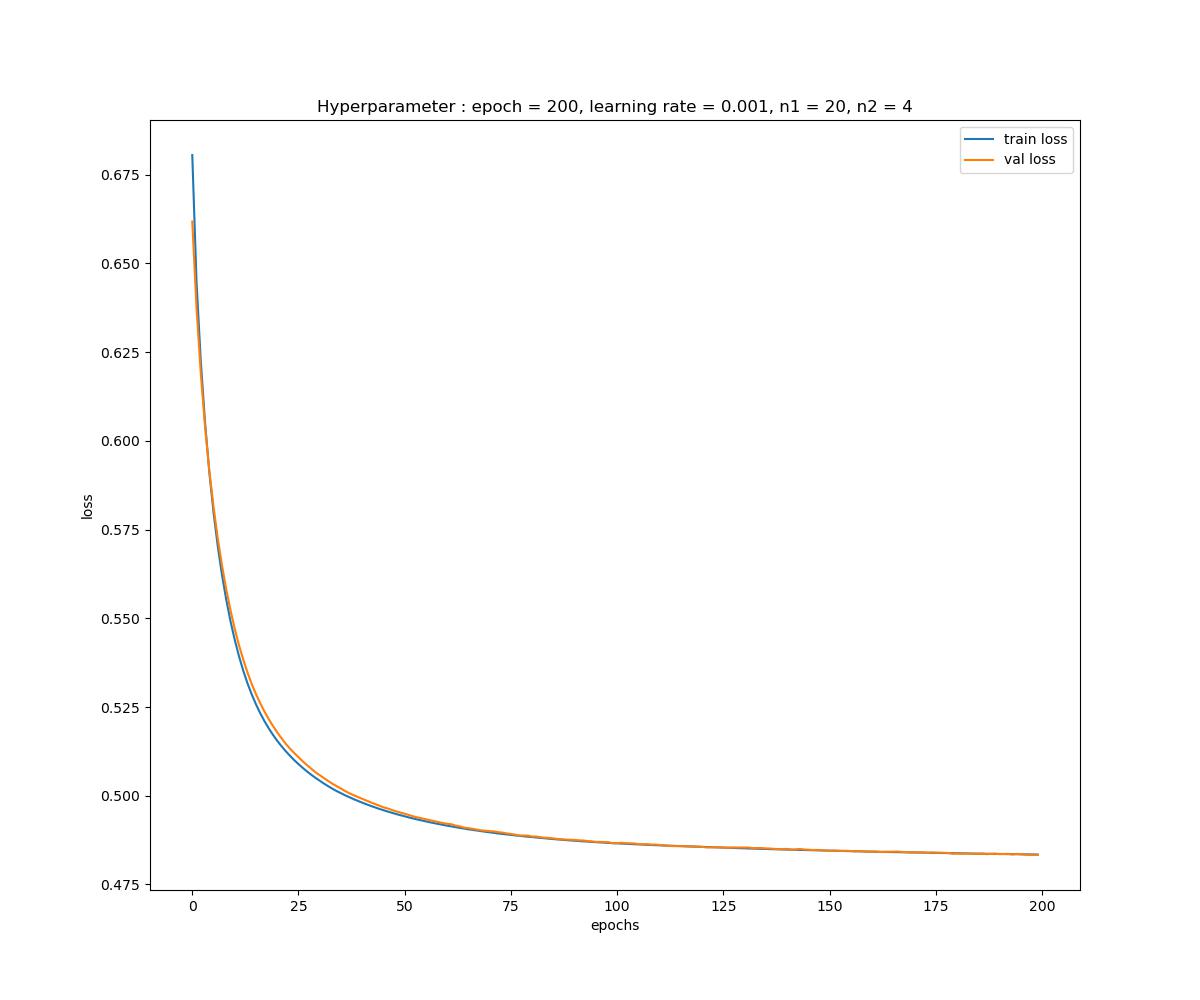 Hyperparameter : epoch = 200, learning rate = 0.001, n1 = 20, n2 = 4
train loss
val loss
0.675
0.650
0.625
0.600
0.575
0.550
0.525
0.500
0.475
loss
0 25 50 75 100 125 150 175 200
epochs